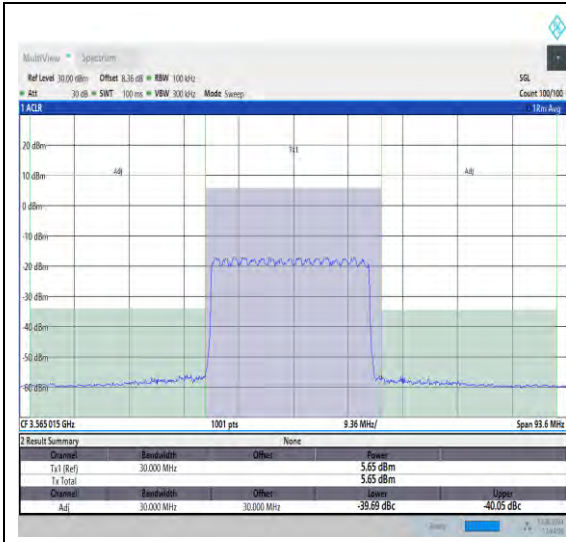 MultiView Spectrum
Ref Level 30.00 dBm Offset 8.36 dB RBW 100 kHz SGL
Att 30 dB SWT 100 ms VBW 300 kHz Mode Sweep Count 100/100
1 ACLR 1Rm Avg
Tx1
20 dBm
Adj Adj
10 dBm
0 dBm
-10 dBm
-20 dBm
-30 dBm
-40 dBm
-50 dBm
-60 dBm
CF 3.565 015 GHz 1001 pts 9.36 MHz/ Span 93.6 MHz
2 Result Summary None
Channel Bandwidth Offset Power
Tx1 (Ref) 30.000 MHz 5.65 dBm
Tx Total 5.65 dBm
Channel Bandwidth Offset Lower Upper
Adj 30.000 MHz 30.000 MHz -39.69 dBc -40.05 dBc